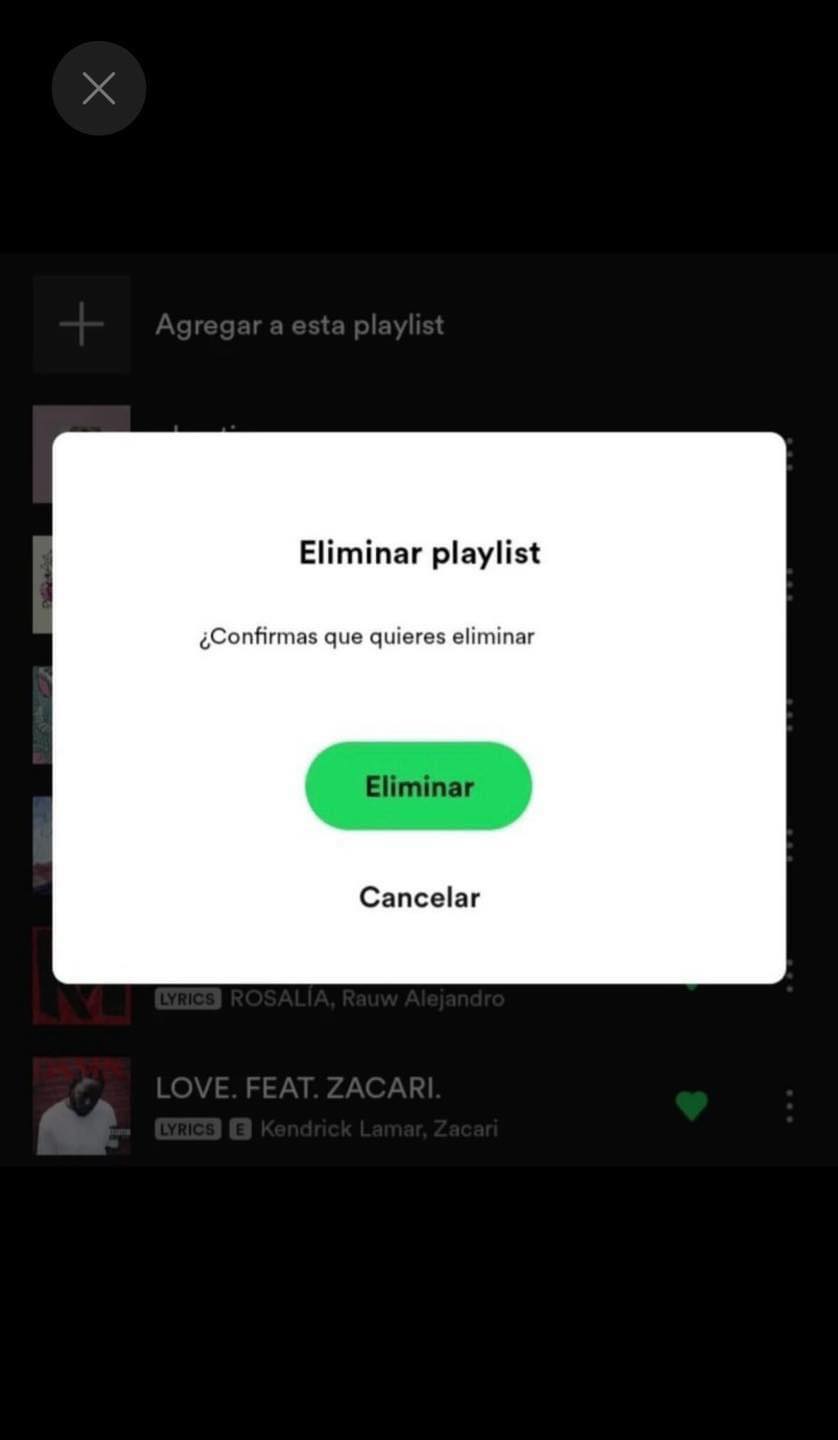 Agregar a esta playlist
Eliminar playlist
¿Confirmas que quieres eliminar
Eliminar
Cancelar
LYRICS ROSALÍA, Rauw Alejandro
LOVE. FEAT. ZACARI.
LYRICS E Kendrick Lamar, Zacari